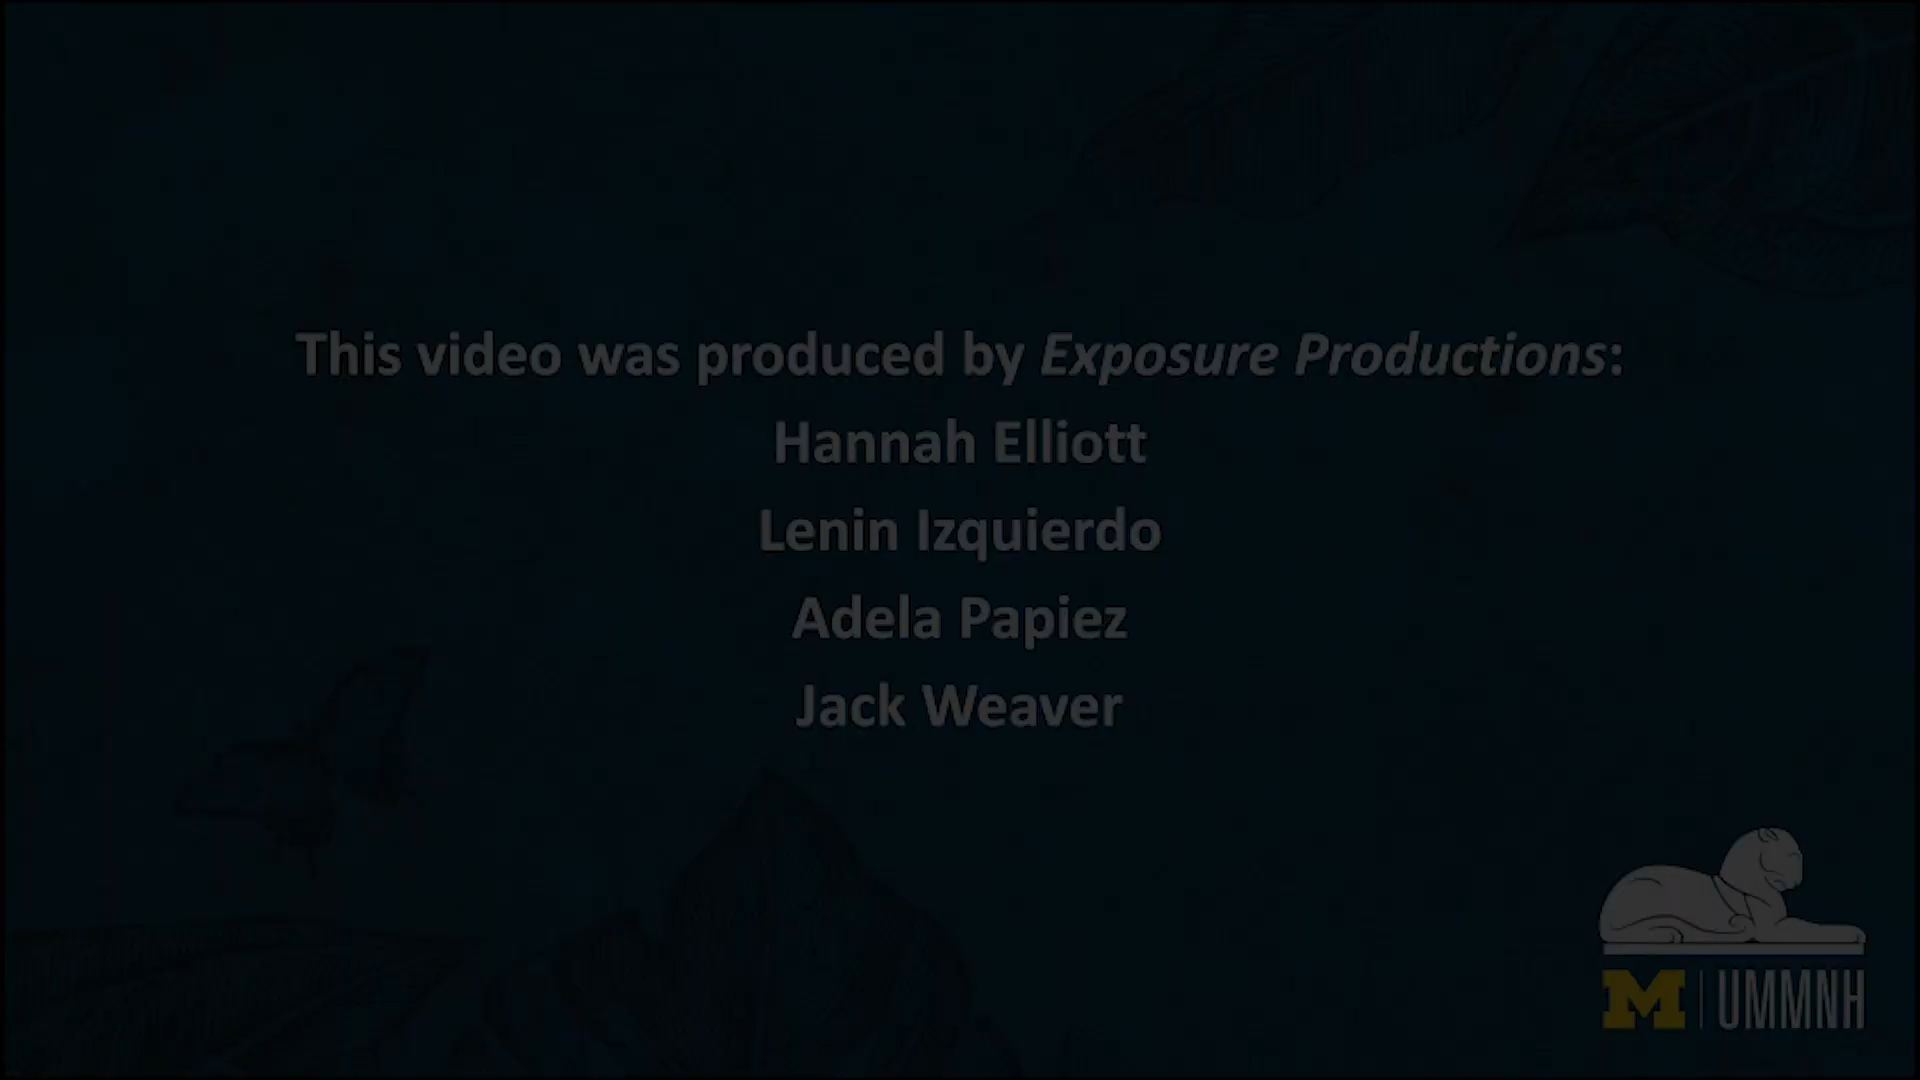 This video was produced by Exposure Productions:
Hannah Elliott
Lenin Izquierdo
Adela Papiez
Jack Weaver
M | UMMNH